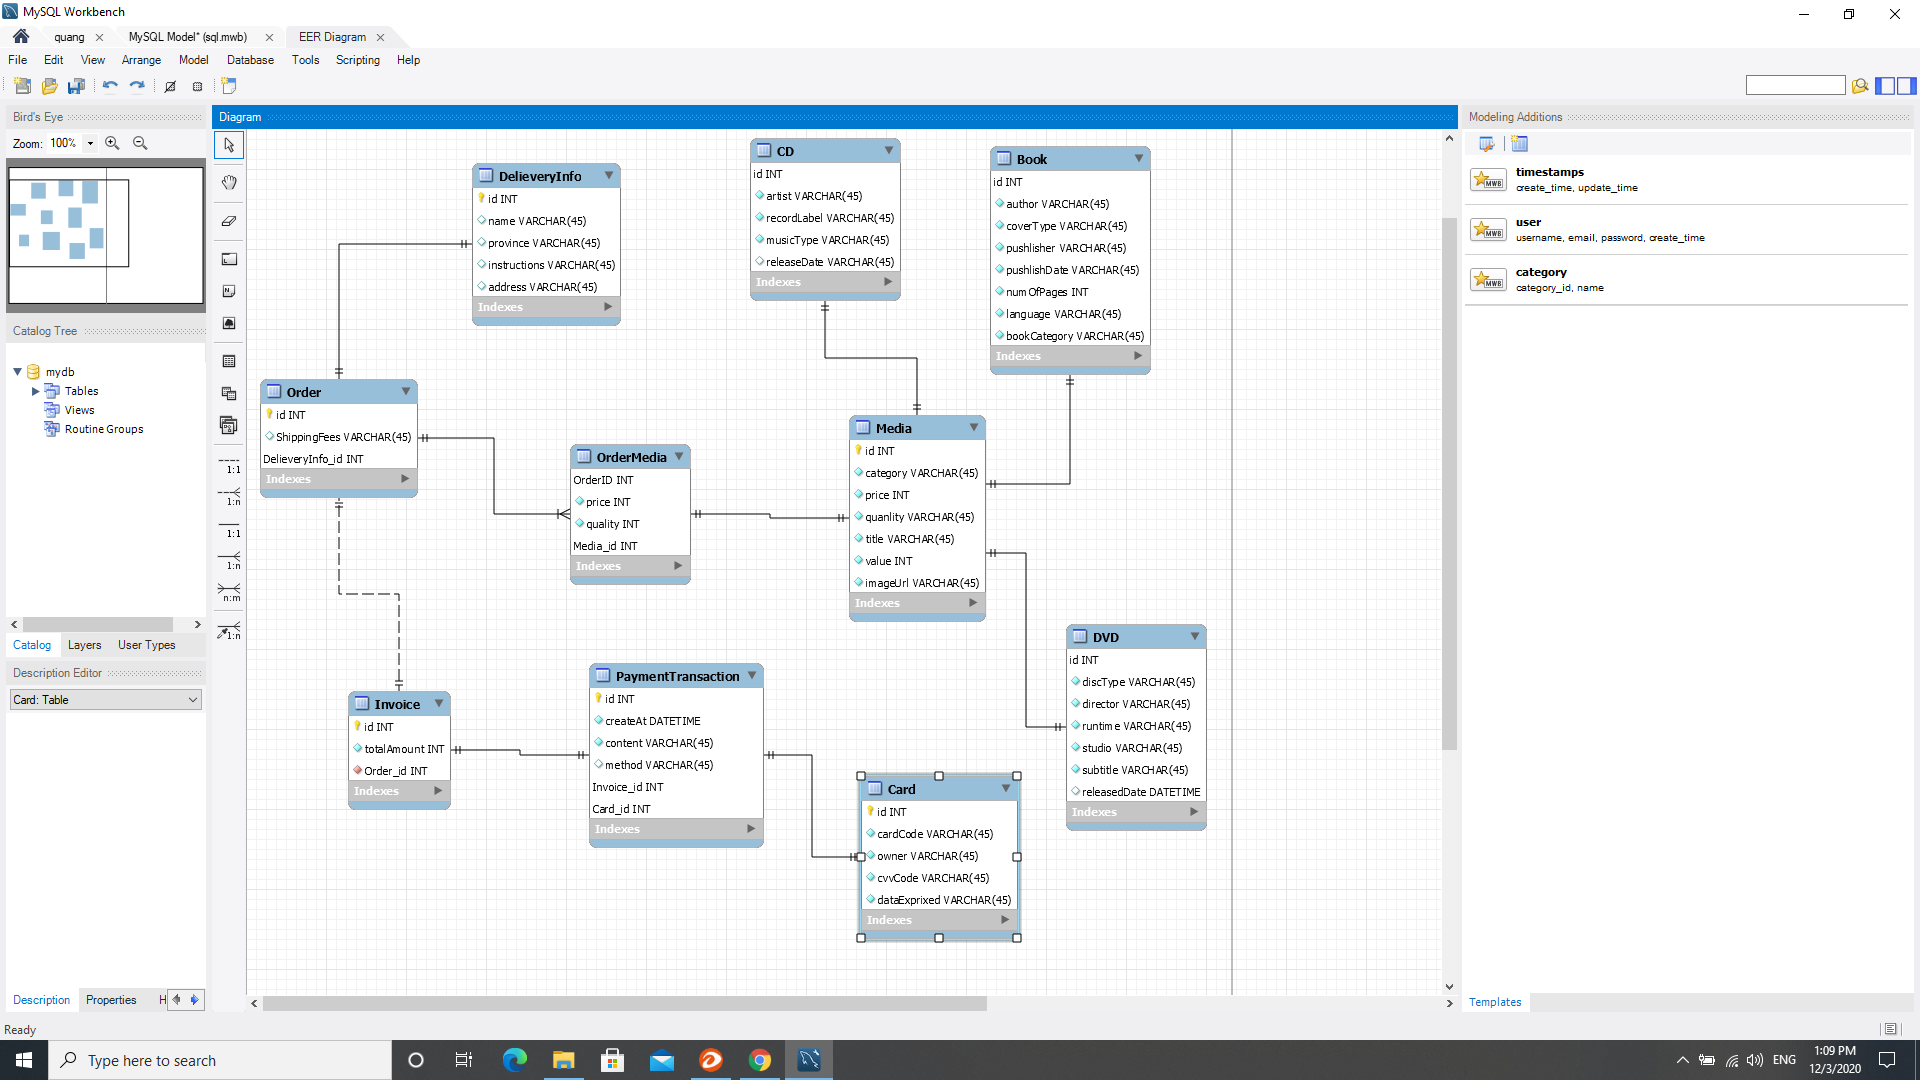 MySQL Workbench
quang
MySQL Model* (sql.mwb)
EER Diagram
File Edit View Arrange Model Database Tools Scripting Help
Bird's Eye
Zoom: 100%
Catalog Tree
mydb
Tables
Views
Routine Groups
Catalog Layers User Types
Description Editor
Card: Table
Description Properties H
Ready
Diagram
1:1
1:n
1:1
1:n
n:m
1:n
DelieveryInfo
id INT
name VARCHAR(45)
province VARCHAR(45)
instructions VARCHAR(45)
address VARCHAR(45)
Indexes
CD
id INT
artist VARCHAR(45)
recordLabel VARCHAR(45)
musicType VARCHAR(45)
releaseDate VARCHAR(45)
Indexes
Book
id INT
author VARCHAR(45)
coverType VARCHAR(45)
pushlisher VARCHAR(45)
pushlishDate VARCHAR(45)
numOfPages INT
language VARCHAR(45)
bookCategory VARCHAR(45)
Indexes
Order
id INT
ShippingFees VARCHAR(45)
DelieveryInfo_id INT
Indexes
OrderMedia
OrderID INT
price INT
quality INT
Media_id INT
Indexes
Media
id INT
category VARCHAR(45)
price INT
quanlity VARCHAR(45)
title VARCHAR(45)
value INT
imageUrl VARCHAR(45)
Indexes
DVD
id INT
discType VARCHAR(45)
director VARCHAR(45)
runtime VARCHAR(45)
studio VARCHAR(45)
subtitle VARCHAR(45)
releasedDate DATETIME
Indexes
Invoice
id INT
totalAmount INT
Order_id INT
Indexes
PaymentTransaction
id INT
createAt DATETIME
content VARCHAR(45)
method VARCHAR(45)
Invoice_id INT
Card_id INT
Indexes
Card
id INT
cardCode VARCHAR(45)
owner VARCHAR(45)
cvvCode VARCHAR(45)
dataExprixed VARCHAR(45)
Indexes
Modeling Additions
timestamps
create_time, update_time
user
username, email, password, create_time
category
category_id, name
Templates
Type here to search
ENG
1:09 PM
12/3/2020